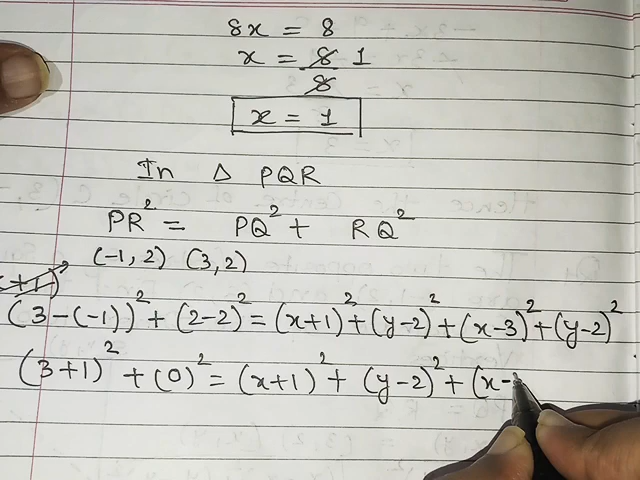 8x = 8
x = 8 1
8
x = 1
In Δ PQR
PR² = PQ² + RQ²
(-1, 2) (3, 2)
(3-(-1))² + (2-2)² = (x+1)² + (y-2)² + (x-3)² + (y-2)²
(3+1)² + (0)² = (x+1)² + (y-2)² + (x-